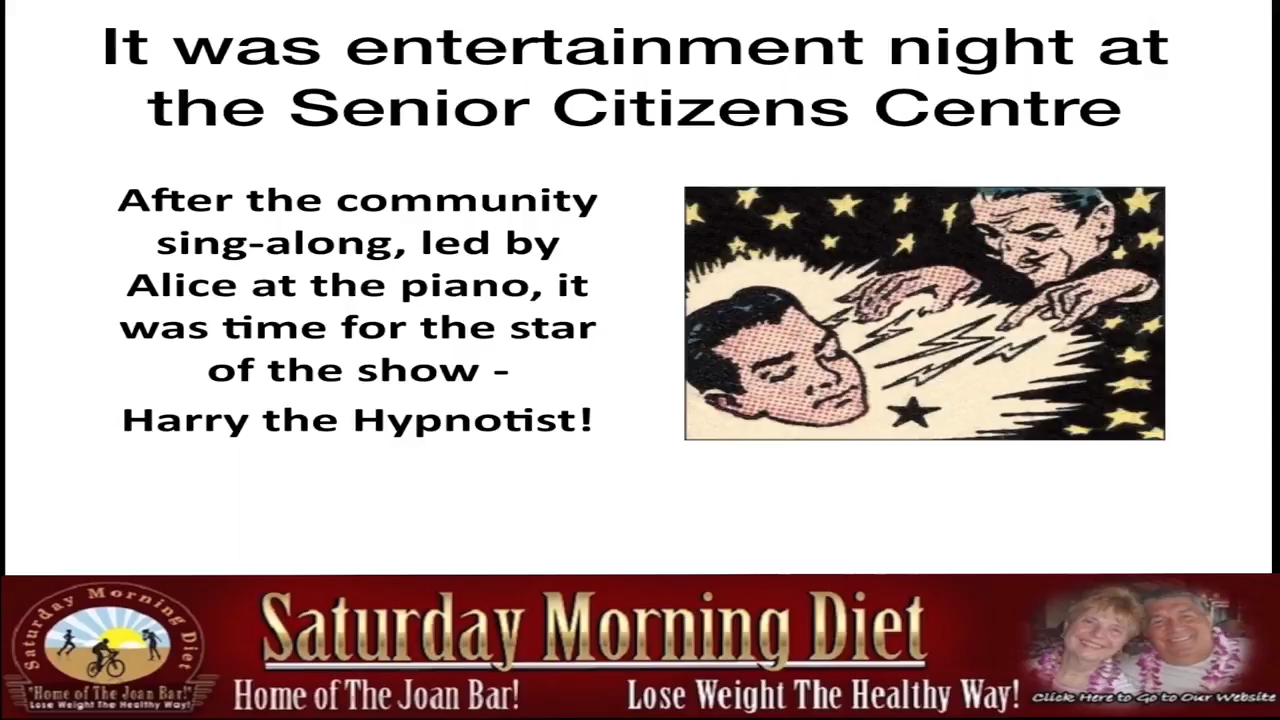 It was entertainment night at
the Senior Citizens Centre
After the community
sing-along, led by
Alice at the piano, it
was time for the star
of the show -
Harry the Hypnotist!
Saturday Morning Diet
"Home of The Joan Bar!"
Lose Weight The Healthy Way!
Saturday Morning Diet
Home of The Joan Bar! Lose Weight The Healthy Way!
Click Here to Go to Our Website